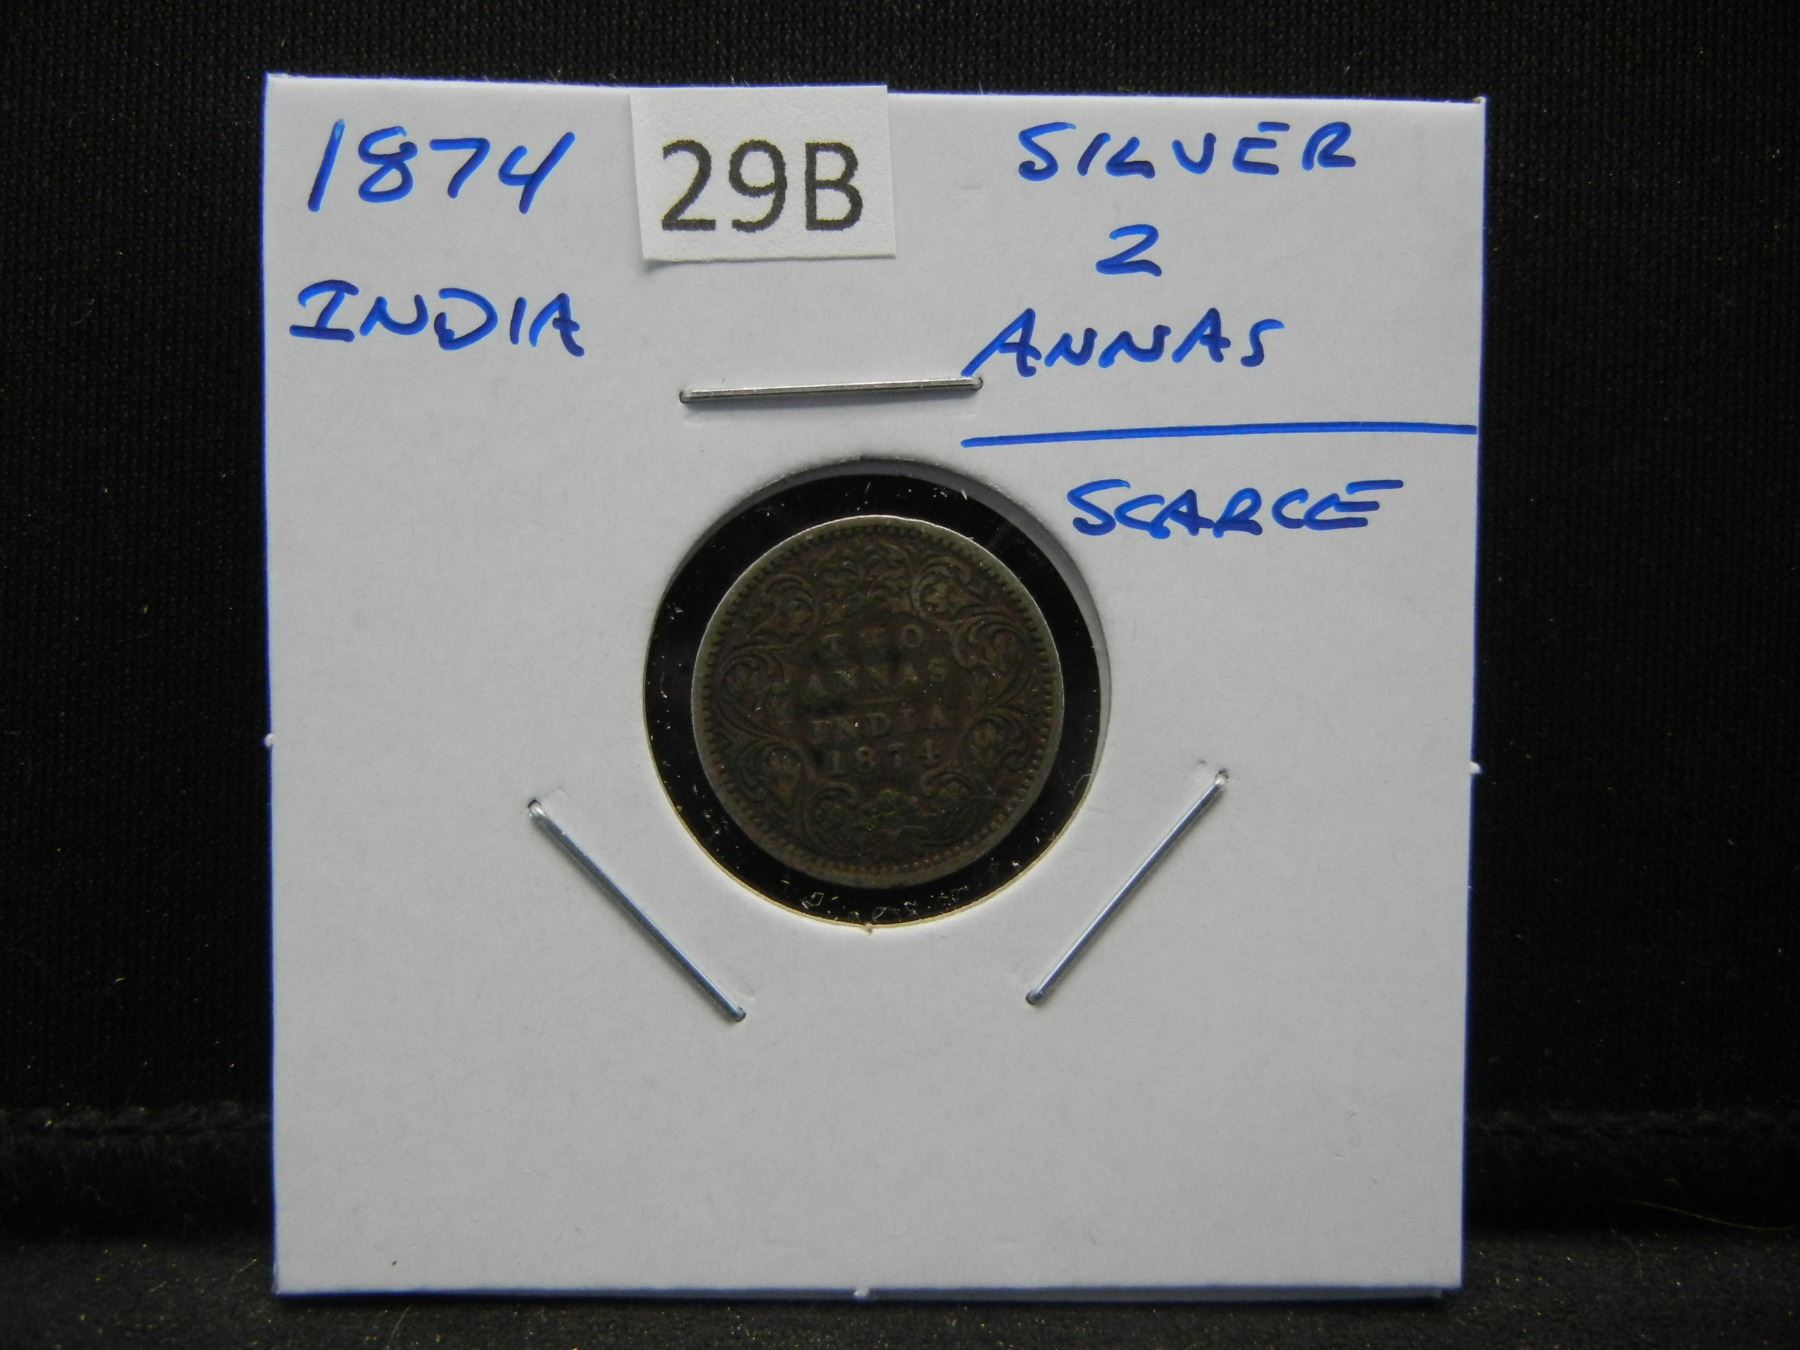 1874
INDIA
29B
SILVER
2
ANNAS
SCARCE
TWO
ANNAS
INDIA
1874